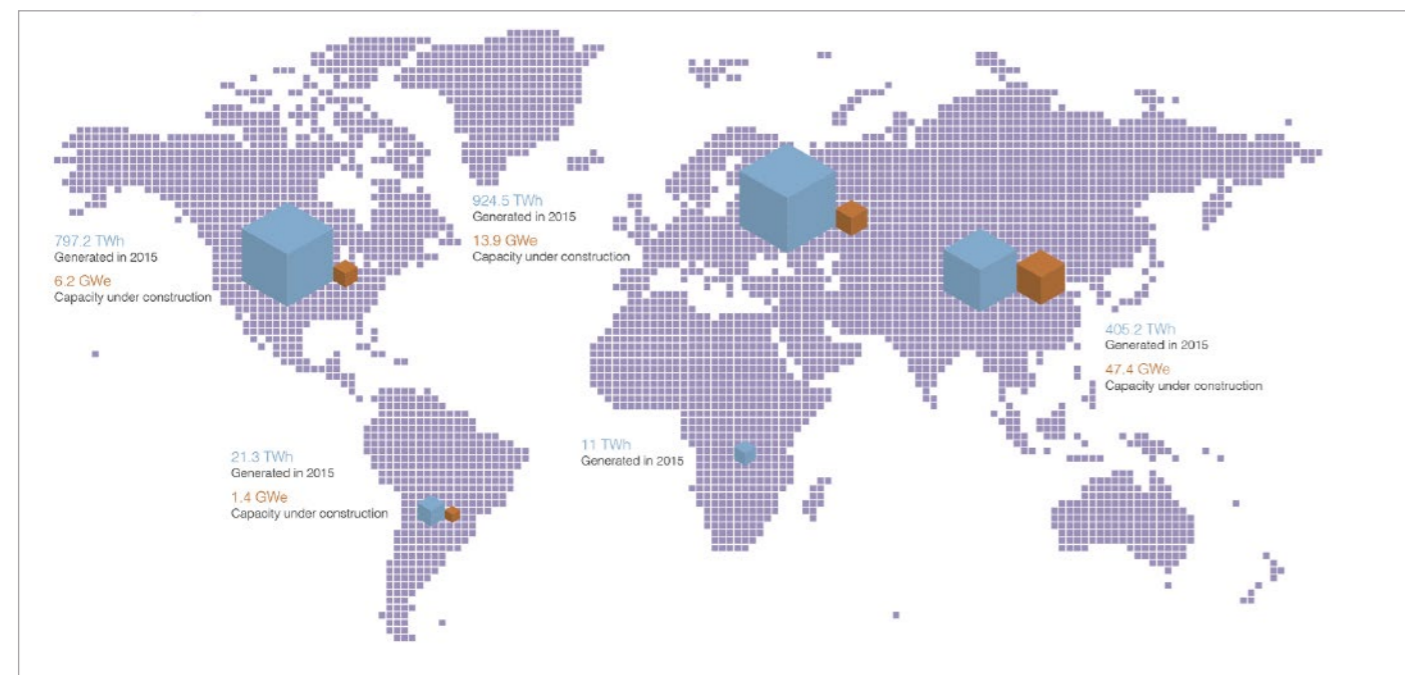 924.5 TWh
Generated in 2015
13.9 GWe
Capacity under construction
797.2 TWh
Generated in 2015
6.2 GWe
Capacity under construction
405.2 TWh
Generated in 2015
47.4 GWe
Capacity under construction
21.3 TWh
Generated in 2015
1.4 GWe
Capacity under construction
11 TWh
Generated in 2015